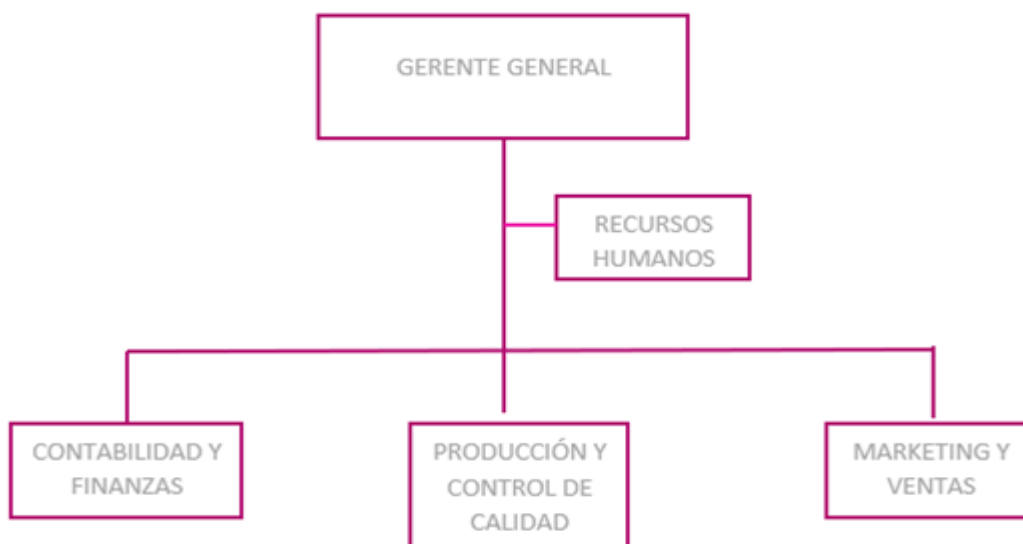 GERENTE GENERAL
RECURSOS
HUMANOS
CONTABILIDAD Y
FINANZAS
PRODUCCIÓN Y
CONTROL DE
CALIDAD
MARKETING Y
VENTAS